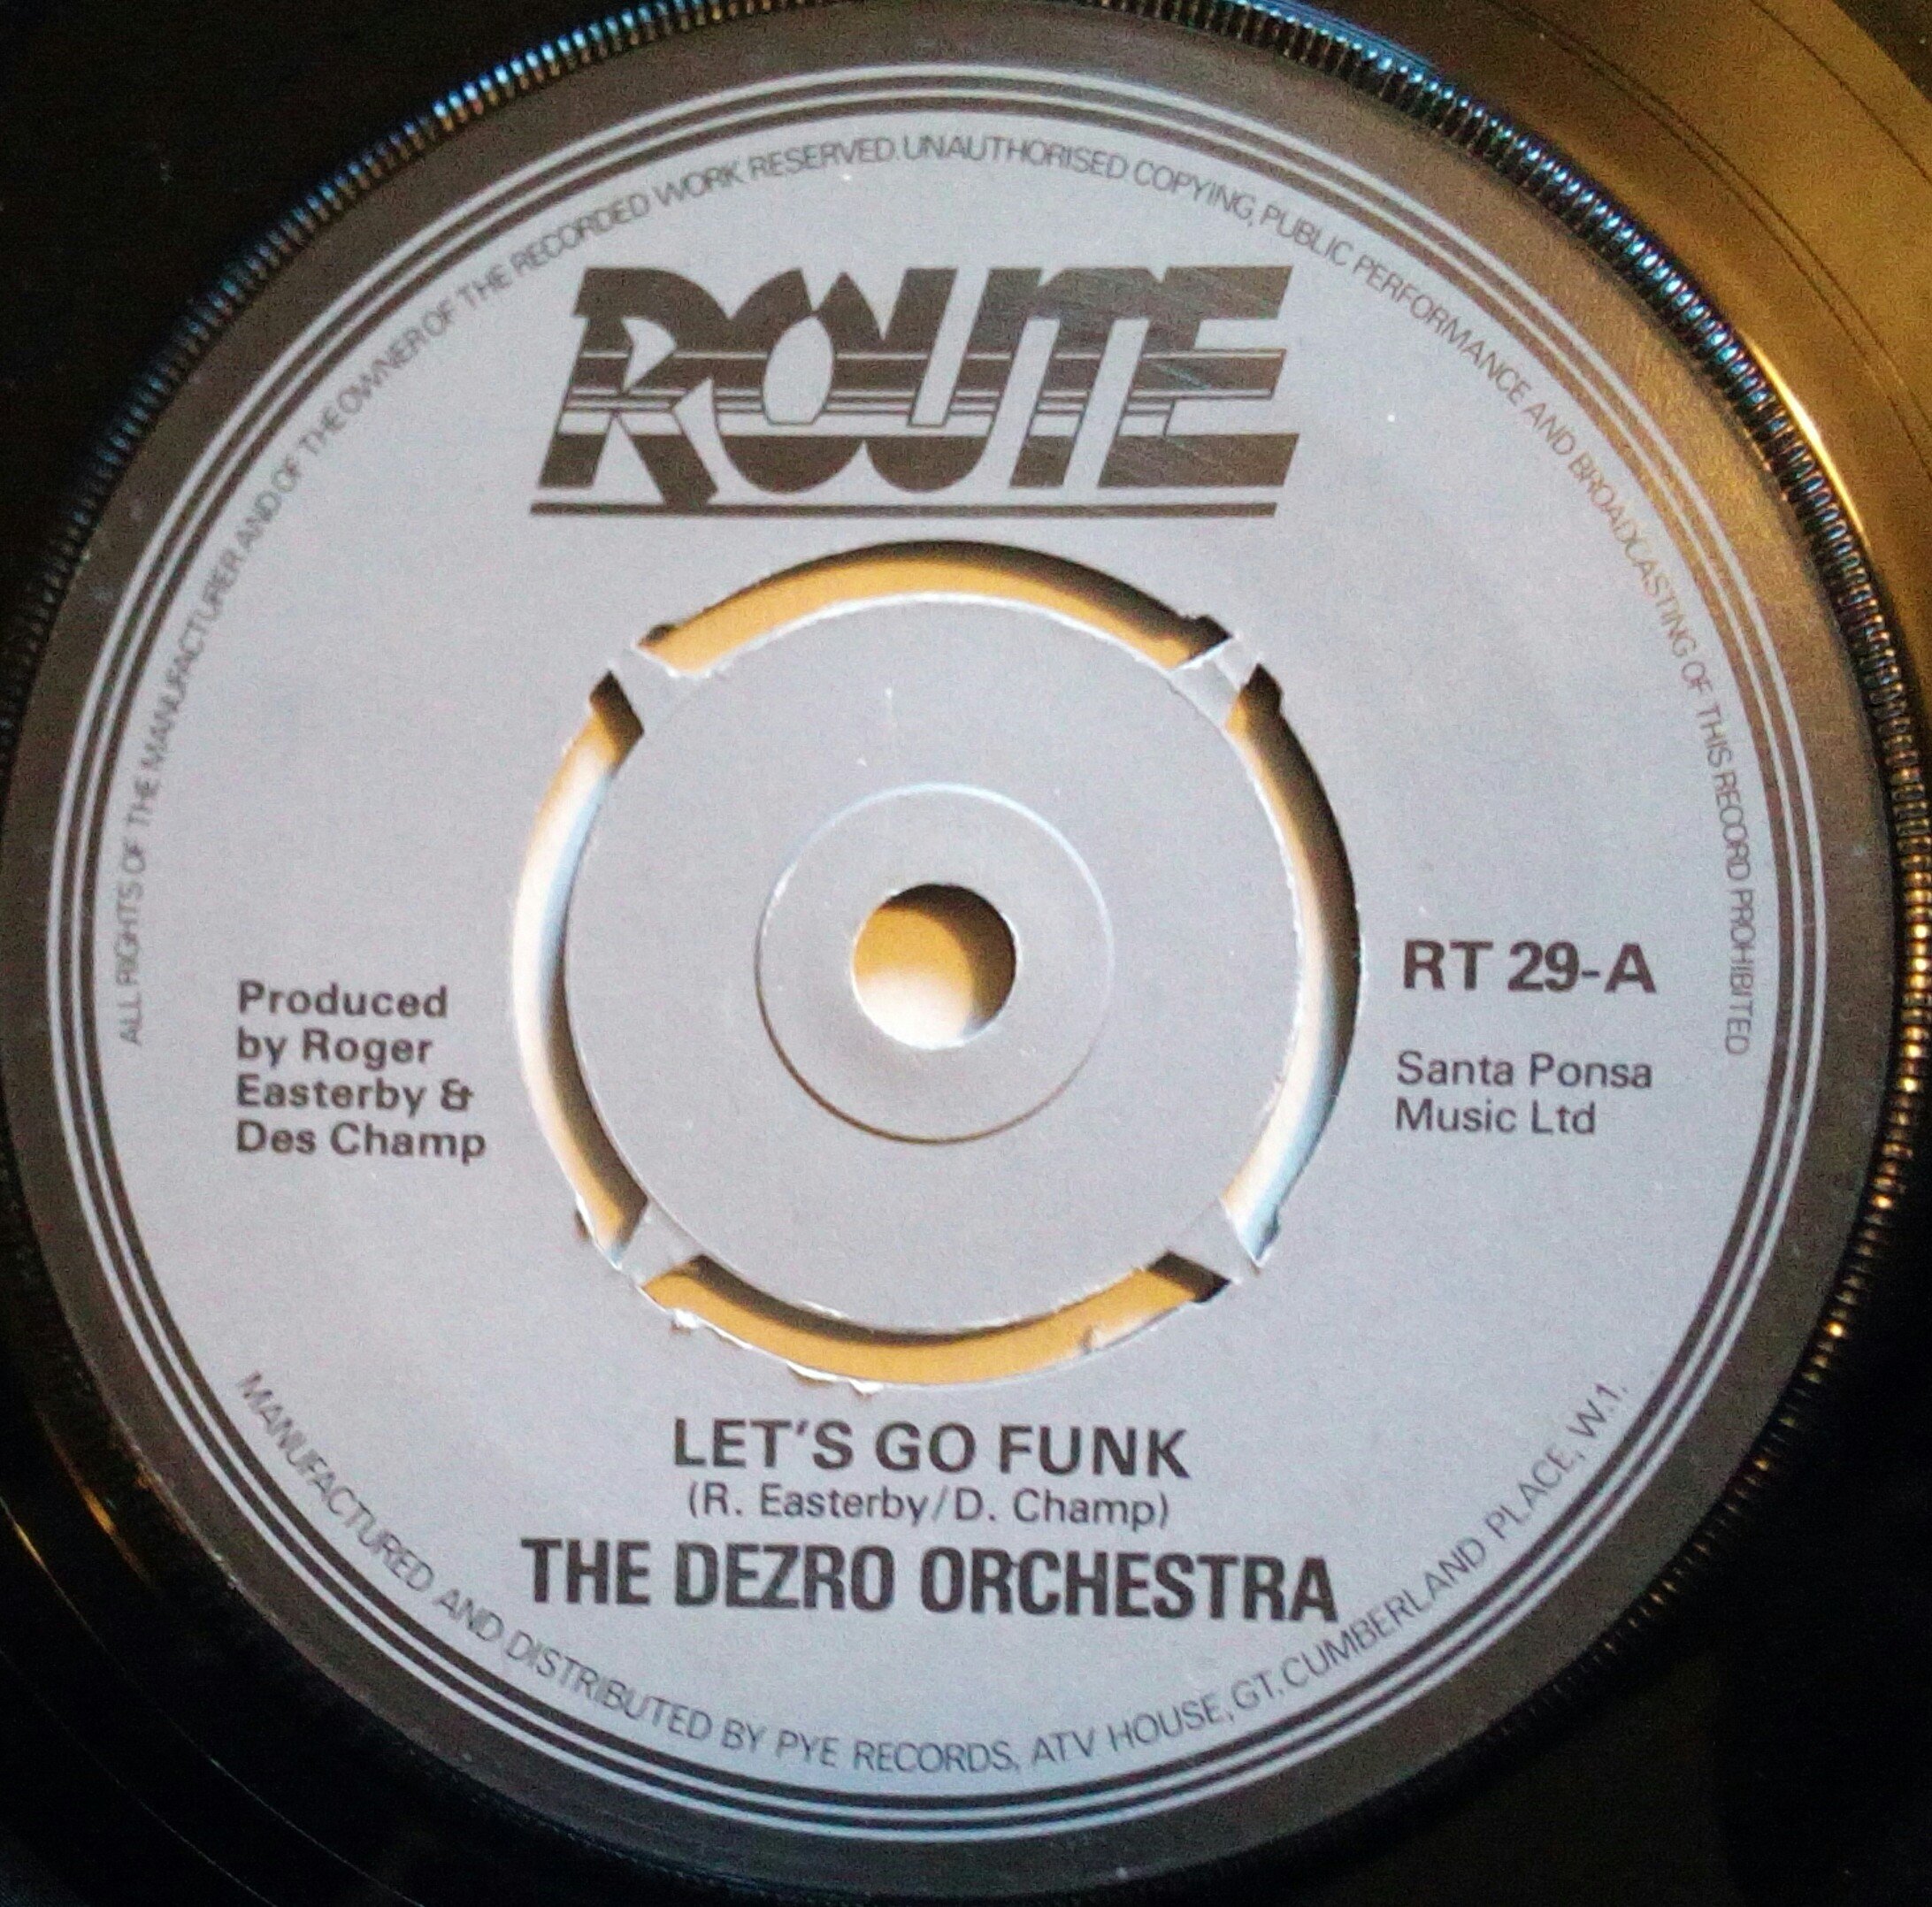 ALL RIGHTS OF THE MANUFACTURER AND OF THE OWNER OF THE RECORDED WORK RESERVED. UNAUTHORISED COPYING, PUBLIC PERFORMANCE AND BROADCASTING OF THIS RECORD PROHIBITED
ROUTE
Produced
by Roger
Easterby &
Des Champ
RT 29-A
Santa Ponsa
Music Ltd
LET'S GO FUNK
(R. Easterby/D. Champ)
THE DEZRO ORCHESTRA
MANUFACTURED AND DISTRIBUTED BY PYE RECORDS, ATV HOUSE, GT. CUMBERLAND PLACE, W.1.